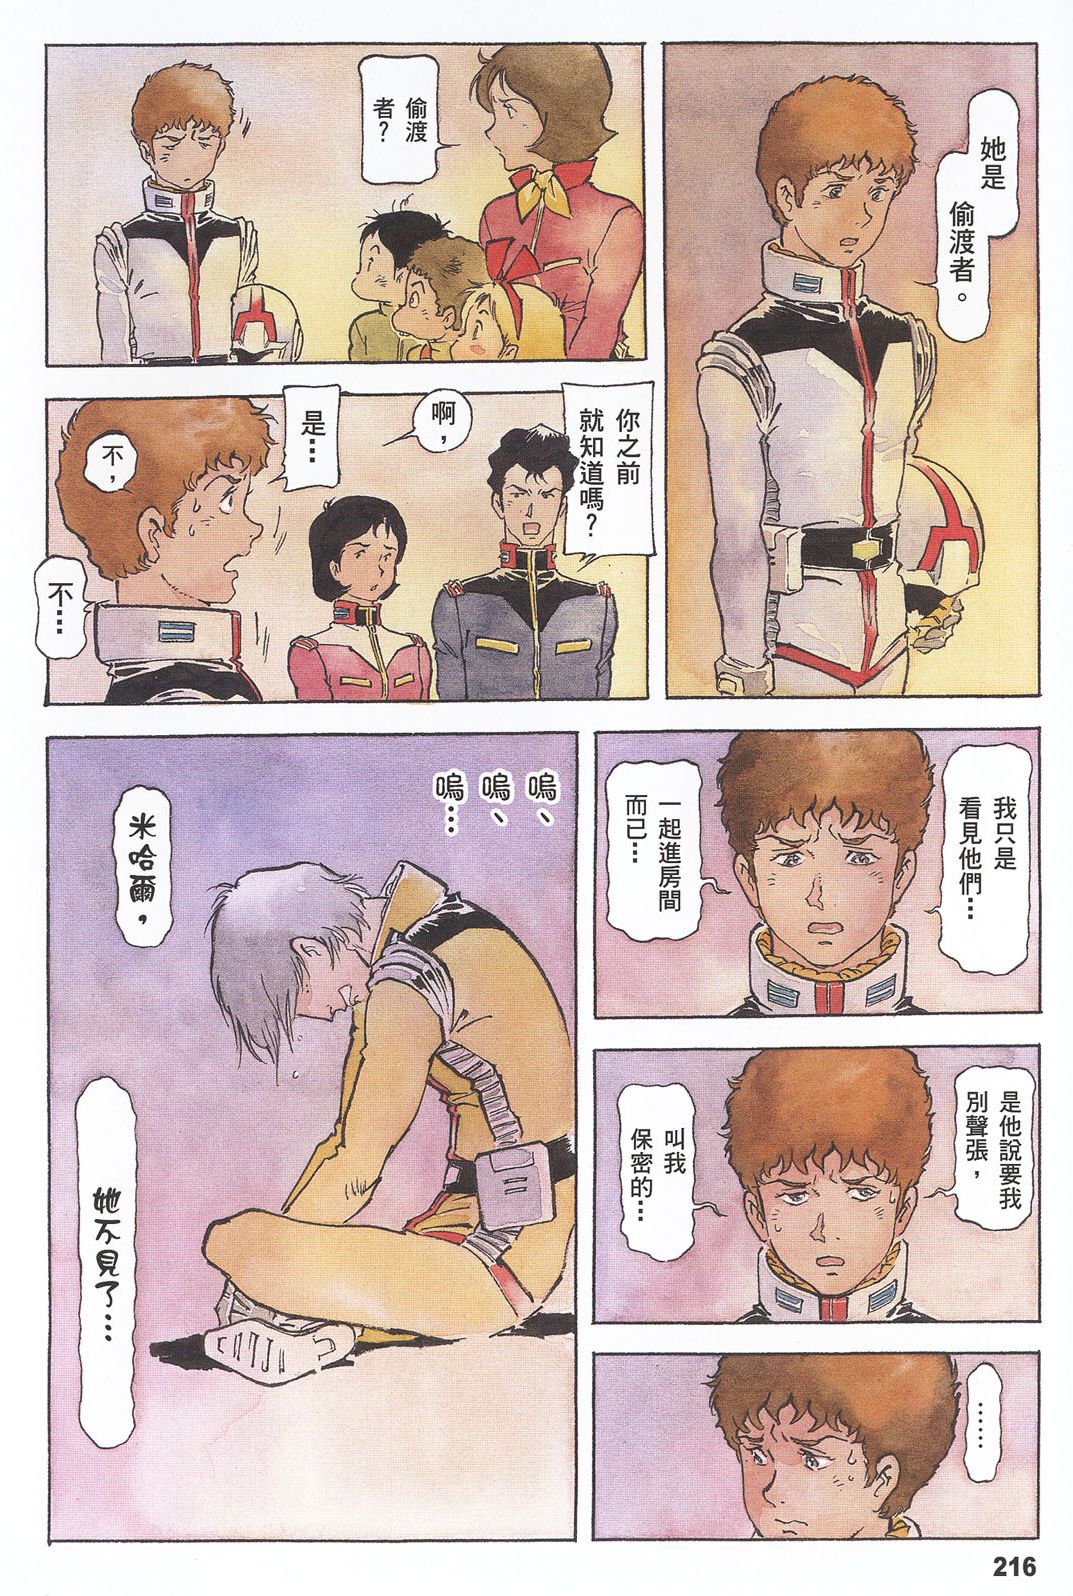 她是
偷渡者。
偷渡
者？
你之前
就知道嗎？
啊，
是…
不，
不…
我只是
看見他們…
一起進房間
而已…
是他說要我
別聲張，
叫我
保密的…
……
嗚、
嗚、
嗚…
米哈爾，
她不見了…
216